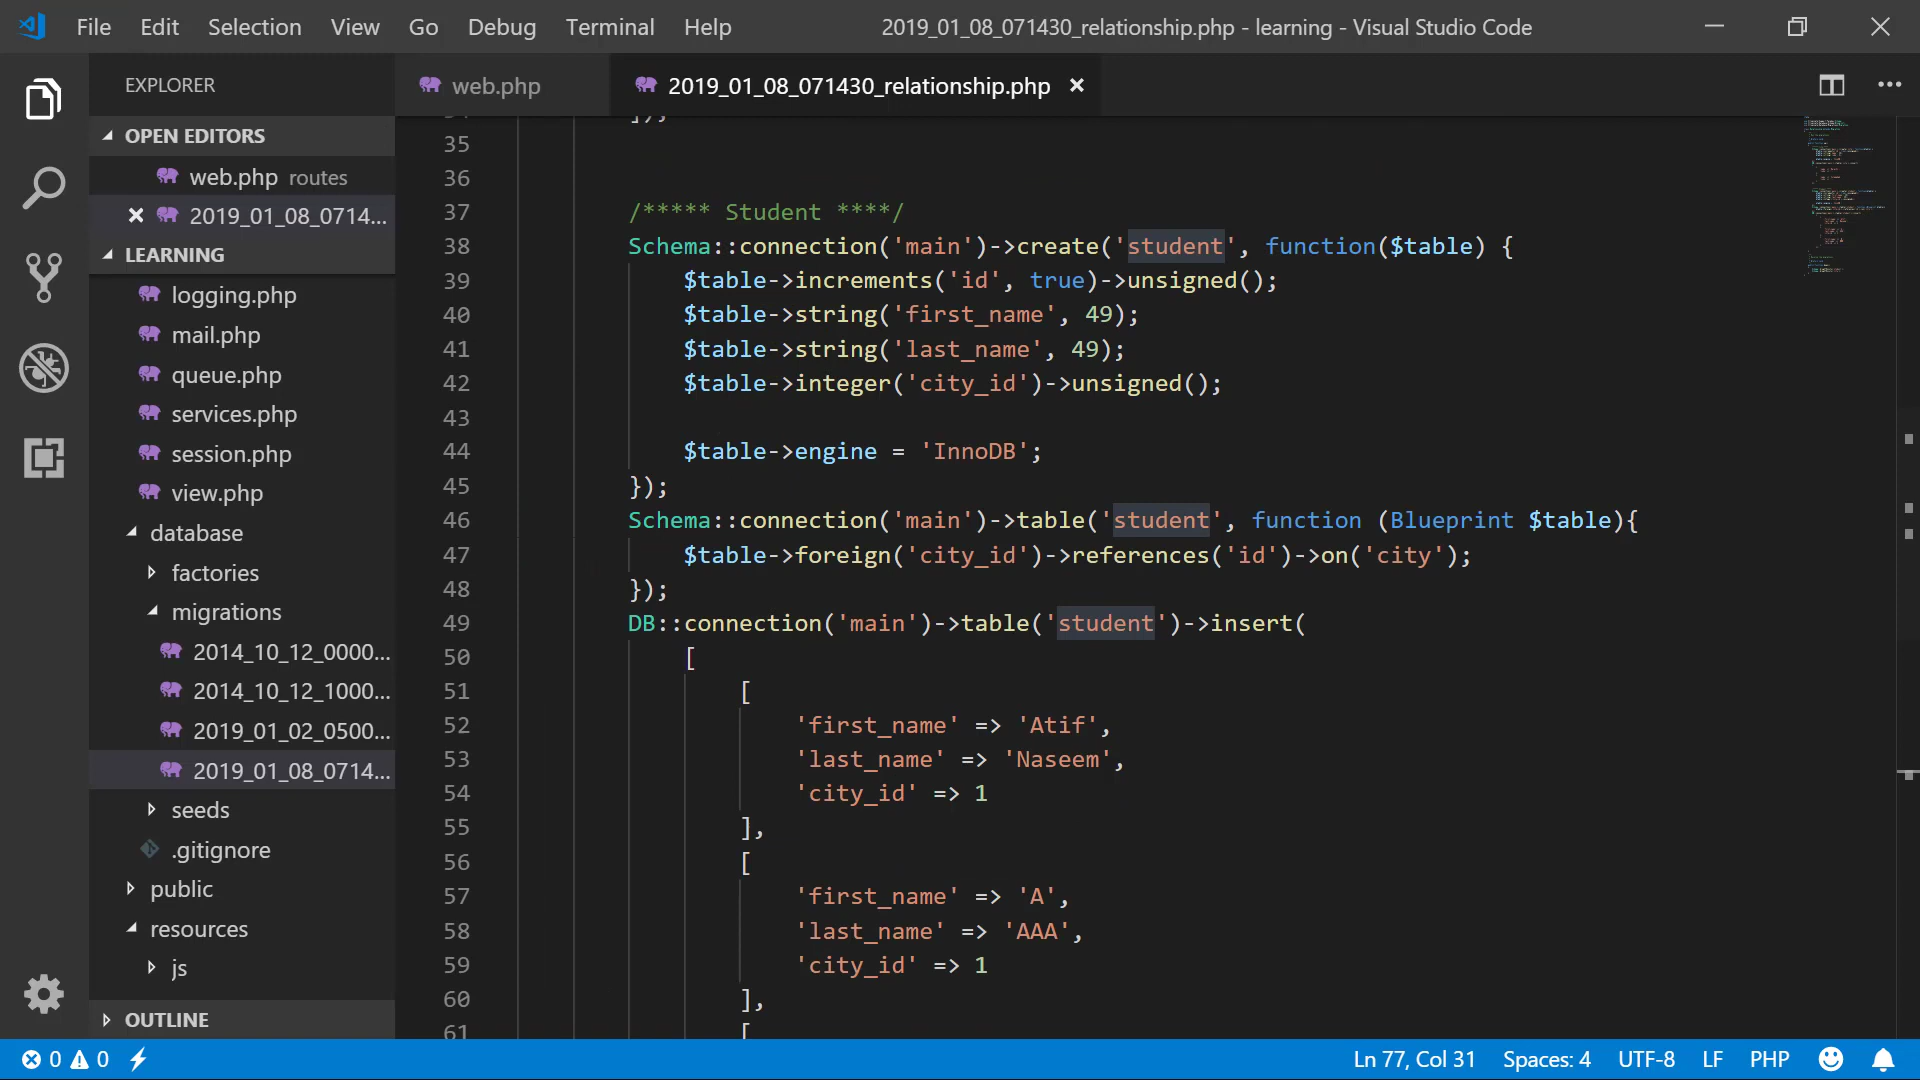 File Edit Selection View Go Debug Terminal Help 2019_01_08_071430_relationship.php - learning - Visual Studio Code
EXPLORER
web.php
2019_01_08_071430_relationship.php
OPEN EDITORS
web.php routes
2019_01_08_0714...
LEARNING
logging.php
mail.php
queue.php
services.php
session.php
view.php
database
factories
migrations
2014_10_12_0000...
2014_10_12_1000...
2019_01_02_0500...
2019_01_08_0714...
seeds
.gitignore
public
resources
js
OUTLINE
35
36
37 /***** Student ****/
38 Schema::connection('main')->create('student', function($table) {
39 $table->increments('id', true)->unsigned();
40 $table->string('first_name', 49);
41 $table->string('last_name', 49);
42 $table->integer('city_id')->unsigned();
43
44 $table->engine = 'InnoDB';
45 });
46 Schema::connection('main')->table('student', function (Blueprint $table){
47 $table->foreign('city_id')->references('id')->on('city');
48 });
49 DB::connection('main')->table('student')->insert(
50 [
51 [
52 'first_name' => 'Atif',
53 'last_name' => 'Naseem',
54 'city_id' => 1
55 ],
56 [
57 'first_name' => 'A',
58 'last_name' => 'AAA',
59 'city_id' => 1
60 ],
61 [
0 0 Ln 77, Col 31 Spaces: 4 UTF-8 LF PHP